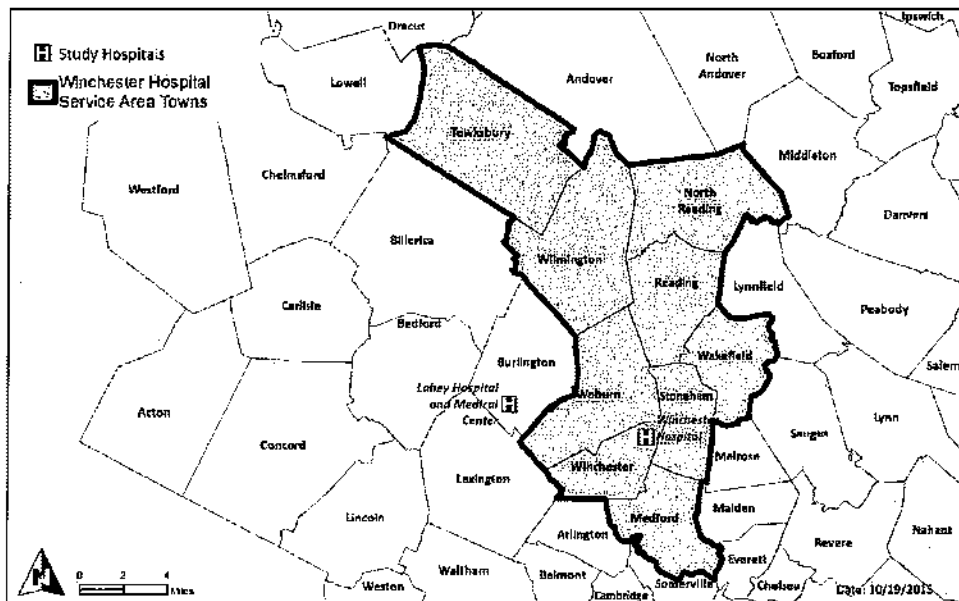 Ipswich
Dracut
H Study Hospitals
Winchester Hospital
Service Area Towns
Lowell
Andover
North
Andover
Boxford
Topsfield
Tewksbury
Middleton
Westford
Chelmsford
North
Reading
Danvers
Billerica
Wilmington
Reading
Lynnfield
Carlisle
Peabody
Bedford
Burlington
Wakefield
Salem
Lahey Hospital
and Medical
Center
H
Woburn
Stoneham
Acton
Winchester
Hospital
H
Saugus
Lynn
Concord
Winchester
Melrose
Lexington
Lincoln
Medford
Malden
Arlington
Revere
Nahant
Everett
Waltham
Belmont
Somerville
Chelsea
Weston
Cambridge
N
0 2 4
Miles
Date: 10/19/2015